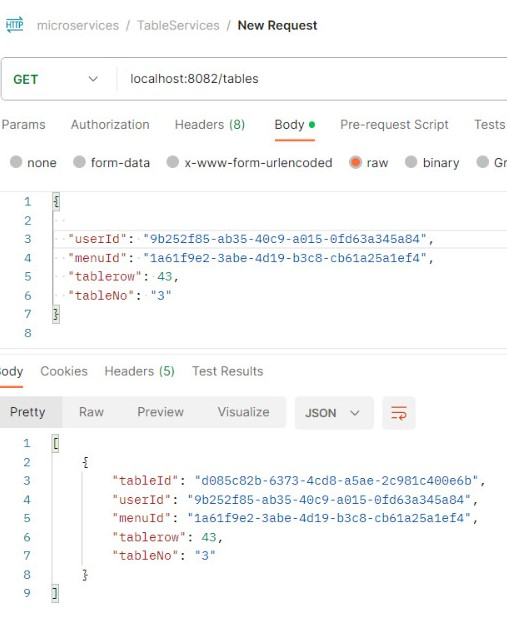 HTTP microservices / TableServices / New Request
GET localhost:8082/tables
Params Authorization Headers (8) Body Pre-request Script Tests
none form-data x-www-form-urlencoded raw binary Gr
1 {
2
3 "userId": "9b252f85-ab35-40c9-a015-0fd63a345a84",
4 "menuId": "1a61f9e2-3abe-4d19-b3c8-cb61a25a1ef4",
5 "tablerow": 43,
6 "tableNo": "3"
7 }
8
ody Cookies Headers (5) Test Results
Pretty Raw Preview Visualize JSON
1 [
2 {
3 "tableId": "d085c82b-6373-4cd8-a5ae-2c981c400e6b",
4 "userId": "9b252f85-ab35-40c9-a015-0fd63a345a84",
5 "menuId": "1a61f9e2-3abe-4d19-b3c8-cb61a25a1ef4",
6 "tablerow": 43,
7 "tableNo": "3"
8 }
9 ]